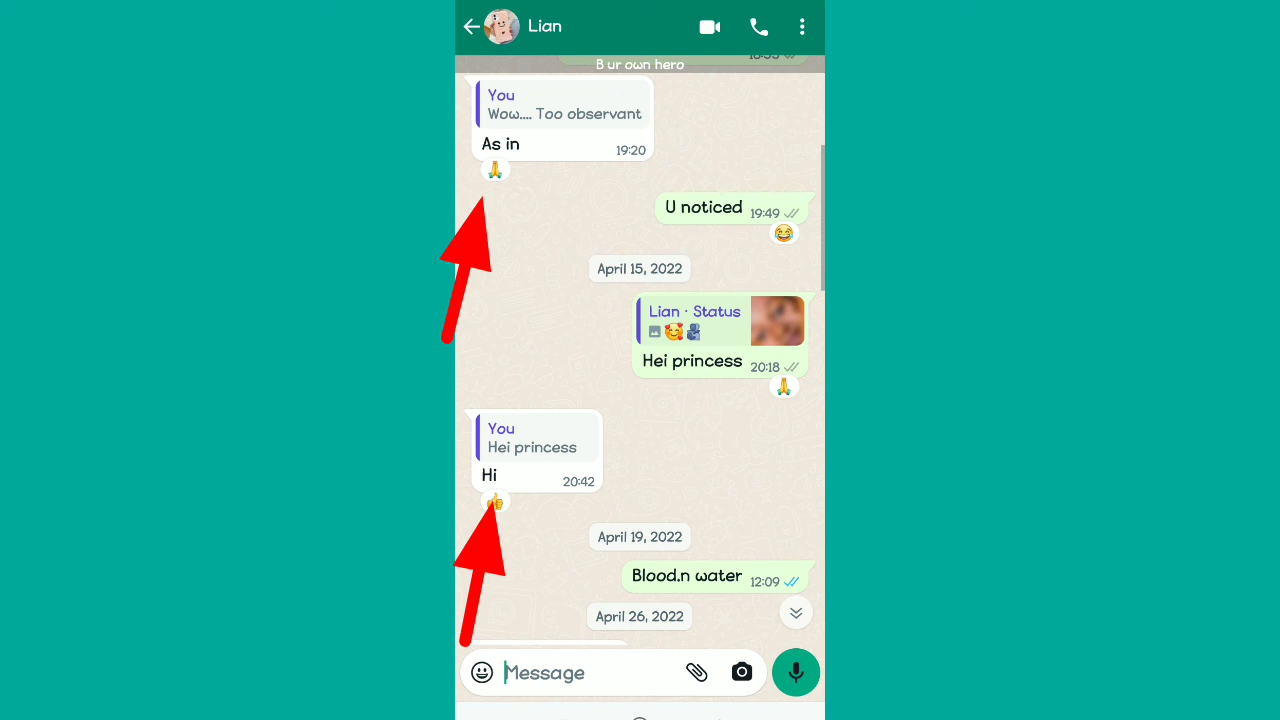 Lian
18:55
B ur own hero
You
Wow.... Too observant
As in
19:20
U noticed 19:49
April 15, 2022
Lian · Status
Hei princess 20:18
You
Hei princess
Hi
20:42
April 19, 2022
Blood.n water 12:09
April 26, 2022
Message